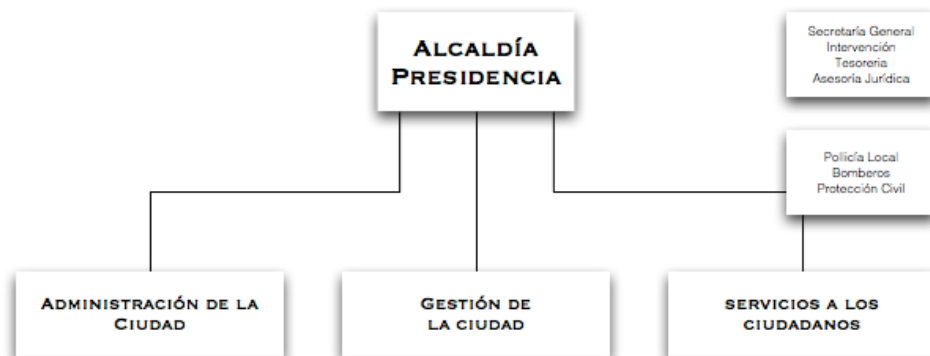 ALCALDÍA
PRESIDENCIA
Secretaría General
Intervención
Tesoreria
Asesoría Jurídica
Policía Local
Bomberos
Protección Civil
ADMINISTRACIÓN DE LA
CIUDAD
GESTIÓN DE
LA CIUDAD
SERVICIOS A LOS
CIUDADANOS